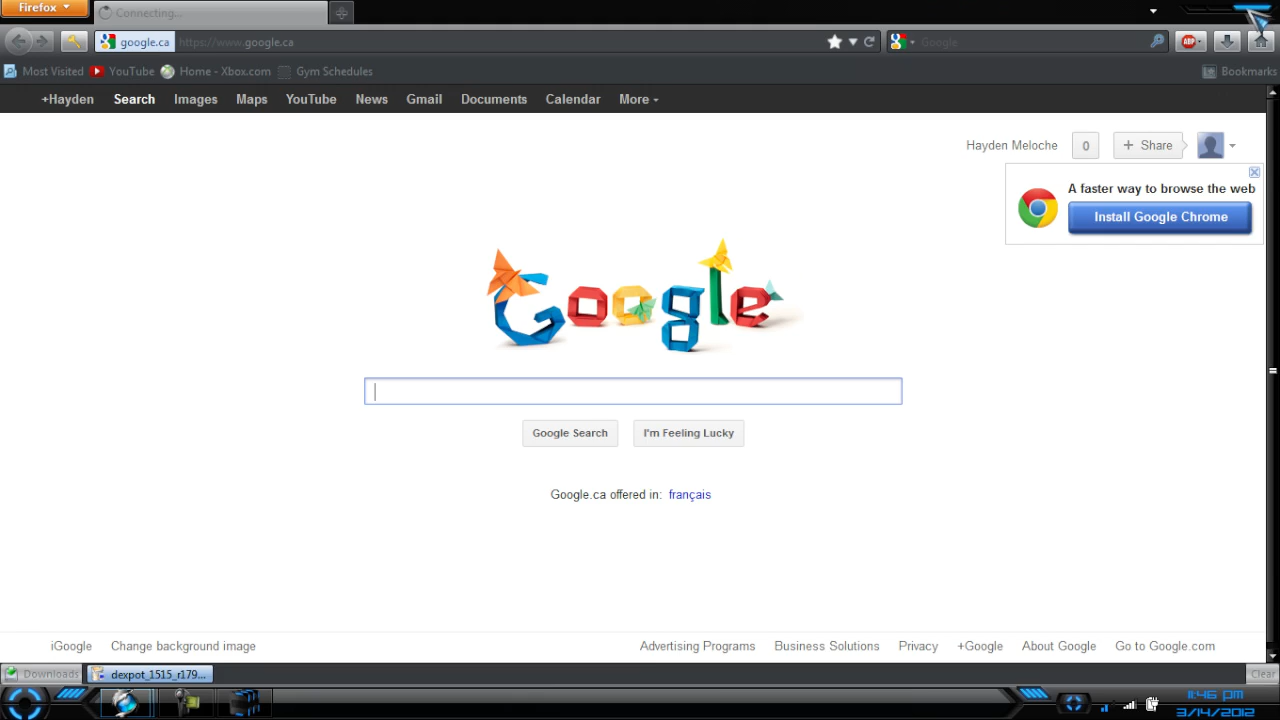 Firefox
Connecting...
google.ca https://www.google.ca
Google
ABP
Most Visited YouTube Home - Xbox.com Gym Schedules Bookmarks
+Hayden Search Images Maps YouTube News Gmail Documents Calendar More
Hayden Meloche 0 + Share
A faster way to browse the web
Install Google Chrome
Google
Google Search I'm Feeling Lucky
Google.ca offered in: français
iGoogle Change background image Advertising Programs Business Solutions Privacy +Google About Google Go to Google.com
Downloads dexpot_1515_r179... Clear
11:46 pm
3/14/2012